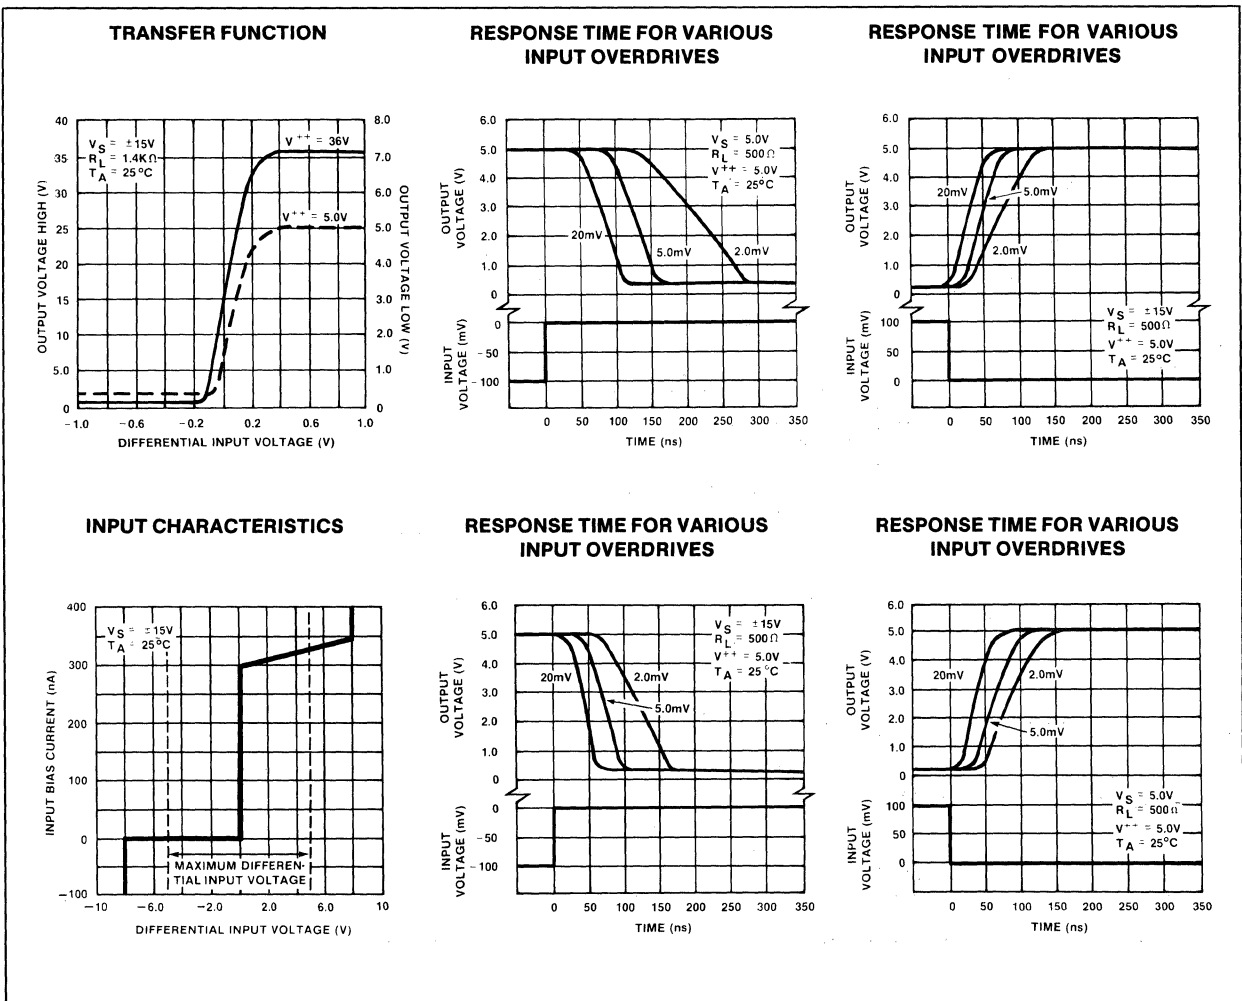 TRANSFER FUNCTION
40
35
30
25
20
15
10
5.0
0
OUTPUT VOLTAGE HIGH (V)
VS = ±15V
RL = 1.4KΩ
TA = 25°C
V++ = 36V
V++ = 5.0V
8.0
7.0
6.0
5.0
4.0
3.0
2.0
1.0
0
OUTPUT VOLTAGE LOW (V)
-1.0 -0.6 -0.2 0.2 0.6 1.0
DIFFERENTIAL INPUT VOLTAGE (V)
RESPONSE TIME FOR VARIOUS
INPUT OVERDRIVES
6.0
5.0
4.0
3.0
2.0
1.0
0
OUTPUT
VOLTAGE (V)
VS = 5.0V
RL = 500Ω
V++ = 5.0V
TA = 25°C
20mV
5.0mV
2.0mV
0
-50
-100
INPUT
VOLTAGE (mV)
0 50 100 150 200 250 300 350
TIME (ns)
RESPONSE TIME FOR VARIOUS
INPUT OVERDRIVES
6.0
5.0
4.0
3.0
2.0
1.0
0
OUTPUT
VOLTAGE (V)
20mV
5.0mV
2.0mV
VS = ±15V
RL = 500Ω
V++ = 5.0V
TA = 25°C
100
50
0
INPUT
VOLTAGE (mV)
0 50 100 150 200 250 300 350
TIME (ns)
INPUT CHARACTERISTICS
400
300
200
100
0
-100
INPUT BIAS CURRENT (nA)
VS = ±15V
TA = 25°C
MAXIMUM DIFFEREN-
TIAL INPUT VOLTAGE
-10 -6.0 -2.0 2.0 6.0 10
DIFFERENTIAL INPUT VOLTAGE (V)
RESPONSE TIME FOR VARIOUS
INPUT OVERDRIVES
6.0
5.0
4.0
3.0
2.0
1.0
0
OUTPUT
VOLTAGE (V)
VS = ±15V
RL = 500Ω
V++ = 5.0V
TA = 25°C
20mV
2.0mV
5.0mV
0
-50
-100
INPUT
VOLTAGE (mV)
0 50 100 150 200 250 300 350
TIME (ns)
RESPONSE TIME FOR VARIOUS
INPUT OVERDRIVES
6.0
5.0
4.0
3.0
2.0
1.0
0
OUTPUT
VOLTAGE (V)
20mV
2.0mV
5.0mV
VS = 5.0V
RL = 500Ω
V++ = 5.0V
TA = 25°C
100
50
0
INPUT
VOLTAGE (mV)
0 50 100 150 200 250 300 350
TIME (ns)